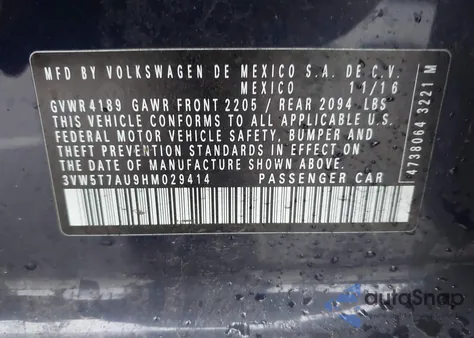 MFD BY VOLKSWAGEN DE MEXICO S.A. DE C.V.
MEXICO 11/16
GVWR 4189 GAWR FRONT 2205 / REAR 2094 LBS
THIS VEHICLE CONFORMS TO ALL APPLICABLE
FEDERAL MOTOR VEHICLE SAFETY, BUMPER AND
THEFT PREVENTION STANDARDS IN EFFECT ON
THE DATE OF MANUFACTURE SHOWN ABOVE
3VW5T7AU9HM029414 PASSENGER CAR
47380643221 M
autoSnap